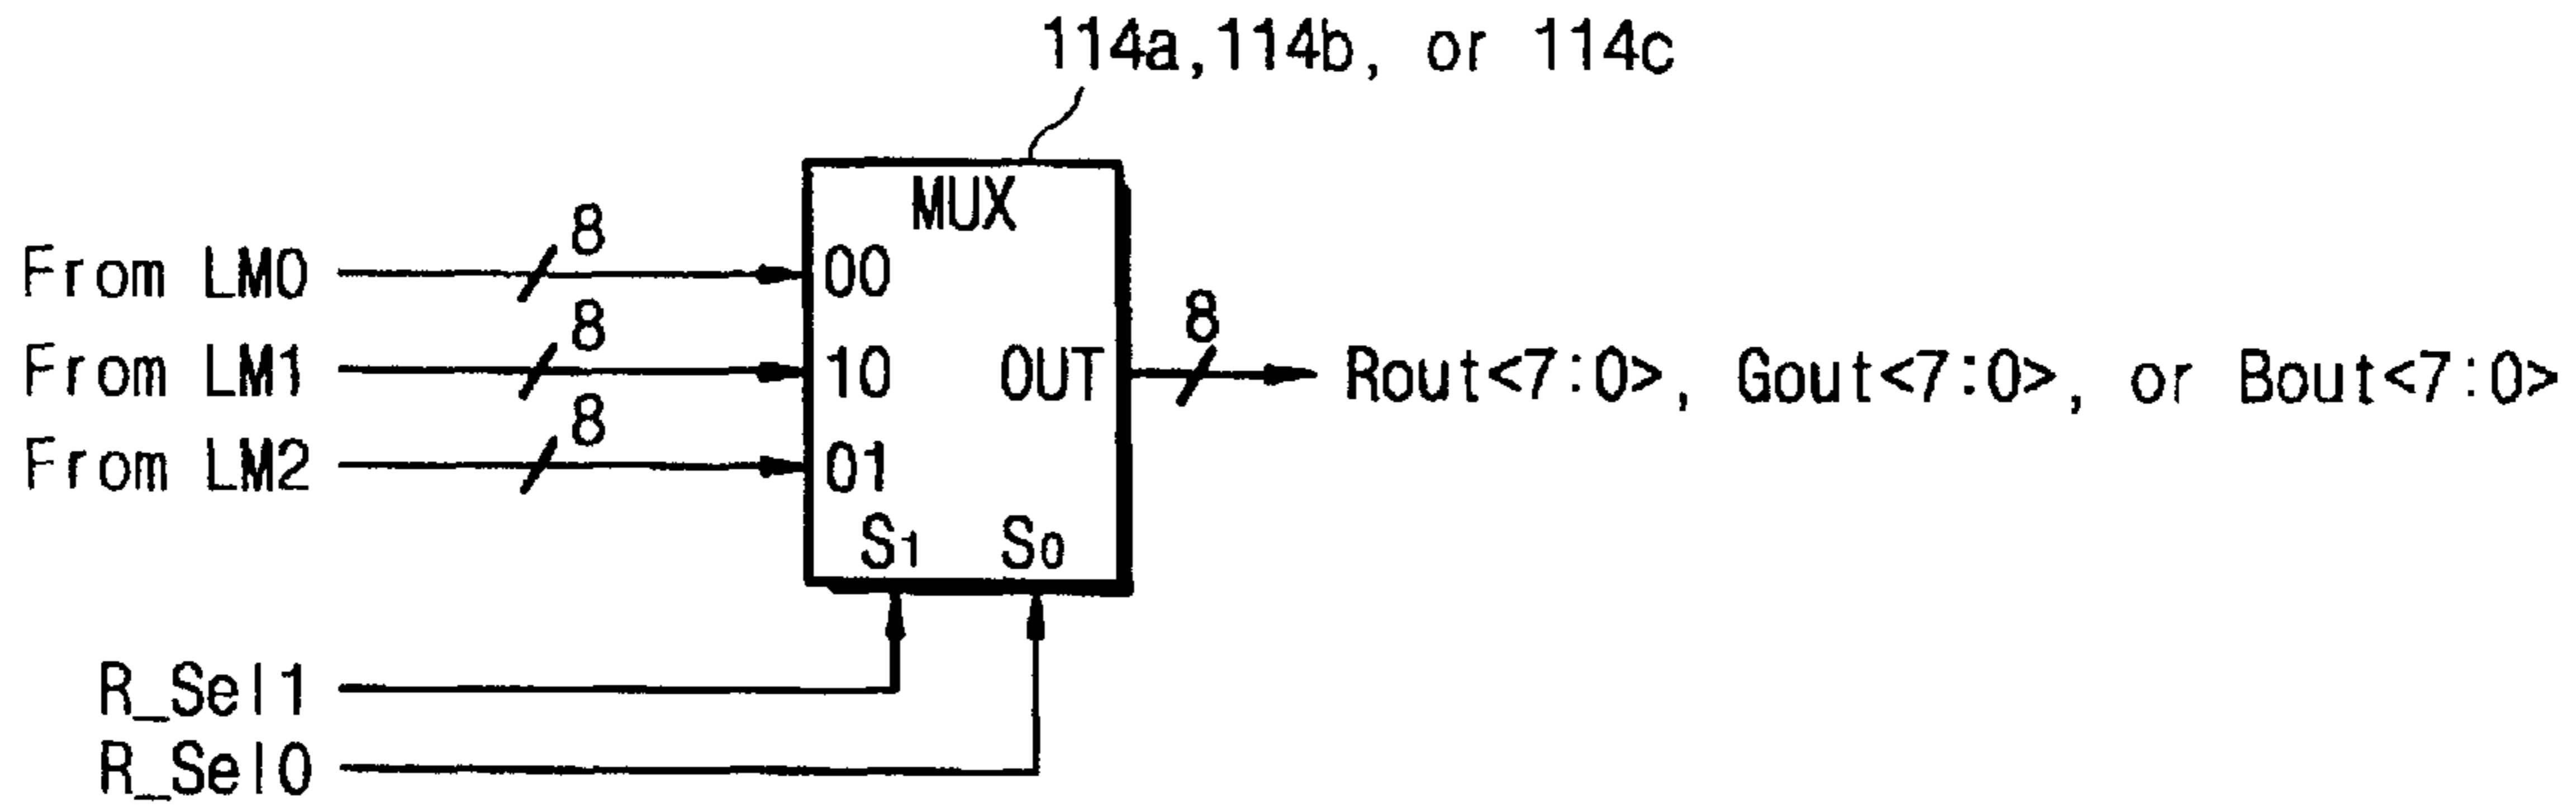 114a,114b, or 114c
MUX
From LM0 8 00
From LM1 8 10 OUT 8 Rout<7:0>, Gout<7:0>, or Bout<7:0>
From LM2 8 01
S1 S0
R_Sel1
R_Sel0